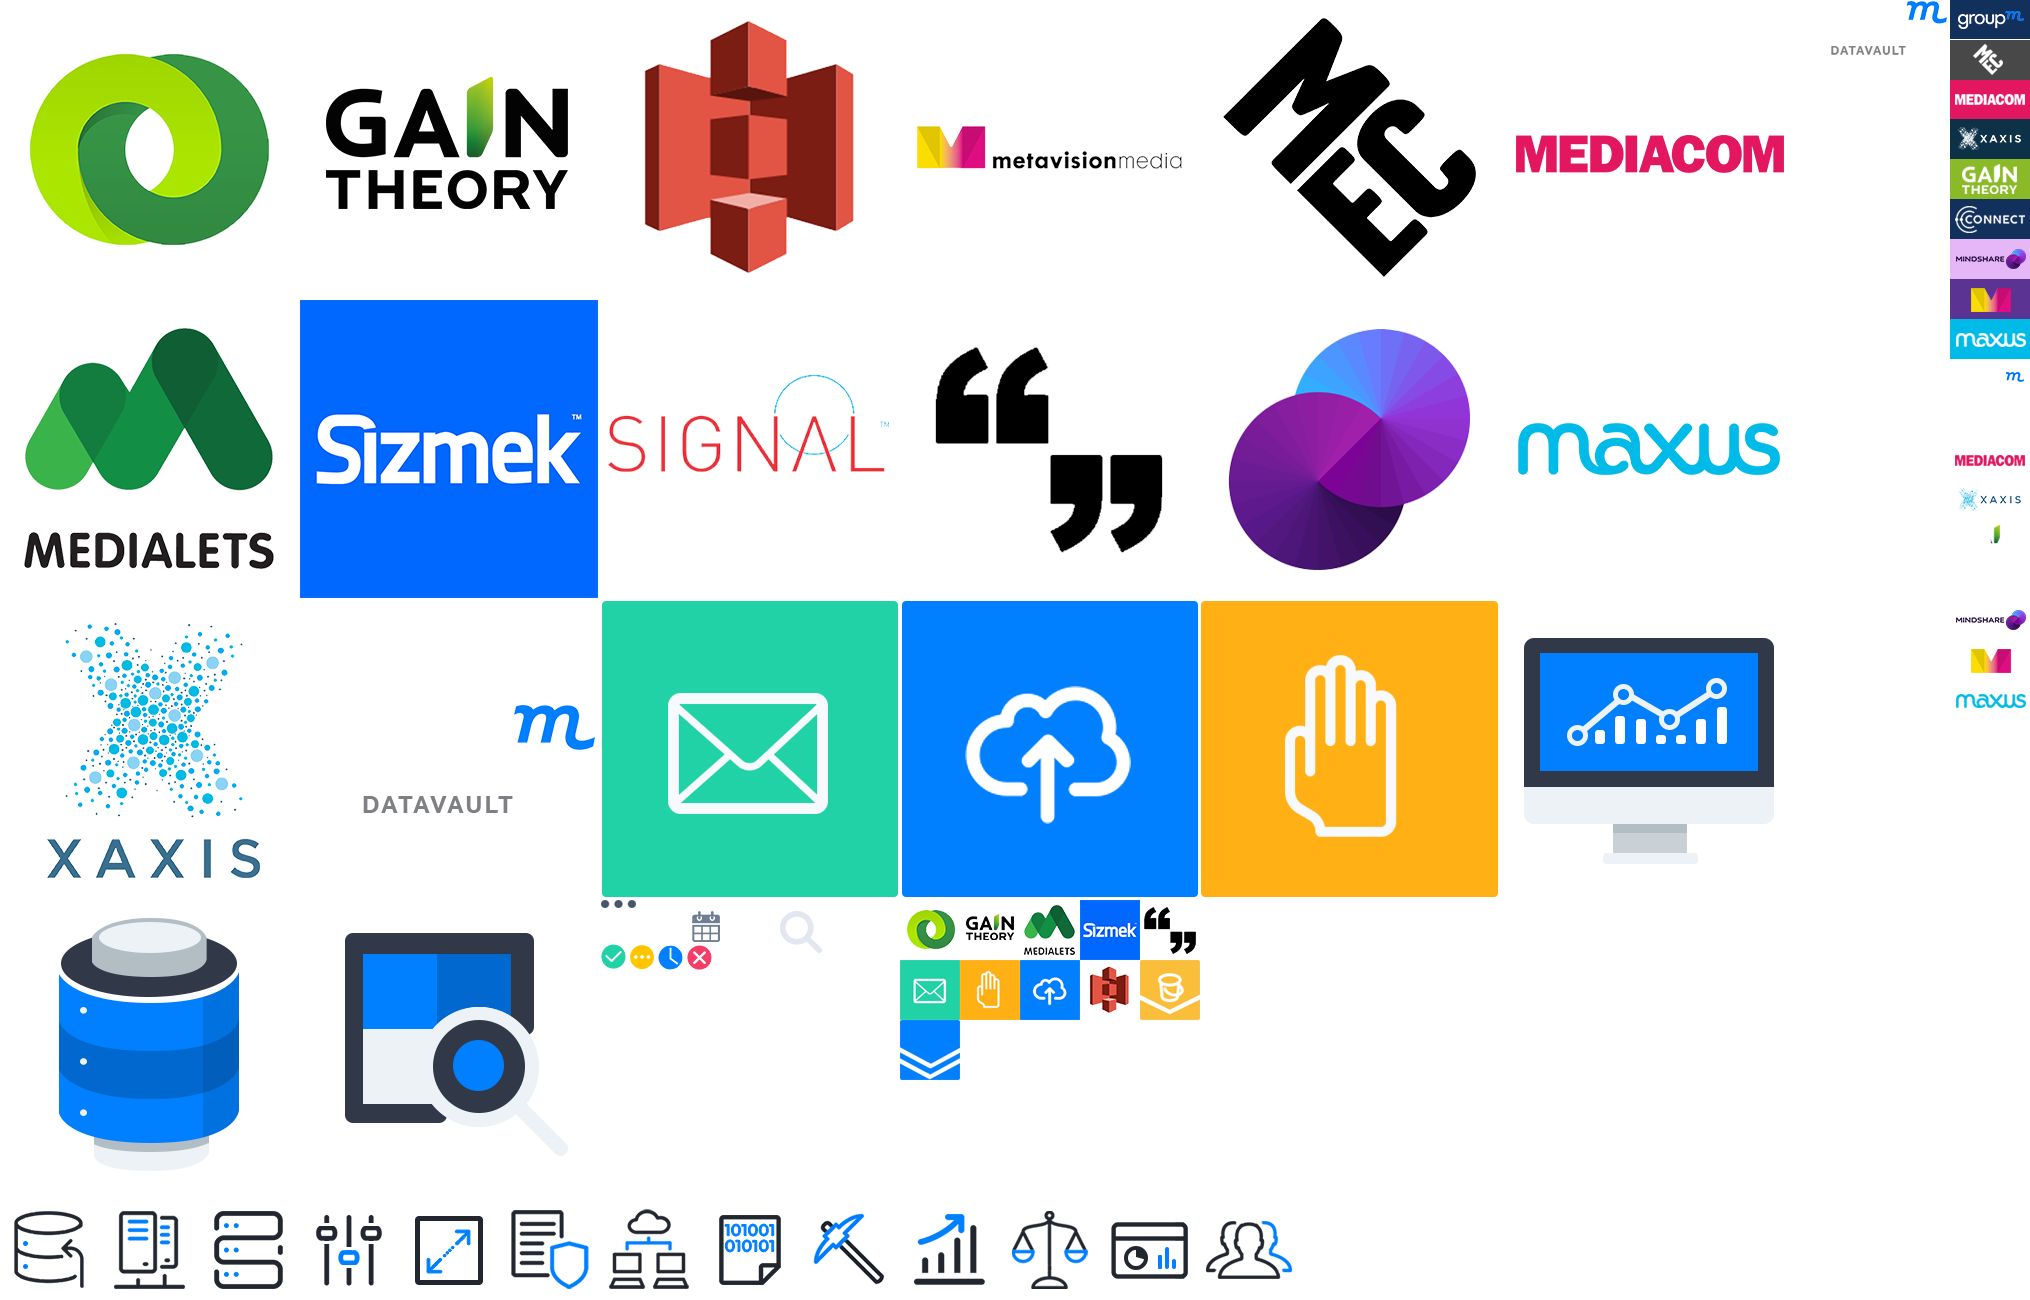 GAIN
THEORY
metavisionmedia
MEC
MEDIACOM
m
DATAVAULT
groupm
MEC
MEDIACOM
XAXIS
GAIN
THEORY
CONNECT
MINDSHARE
M
maxus
m
MEDIACOM
XAXIS
MINDSHARE
M
maxus
MEDIALETS
Sizmek™
SIGNAL™
“ ”
maxus
XAXIS
m
DATAVAULT
GAIN
THEORY
MEDIALETS
Sizmek
“ ”
101001
010101